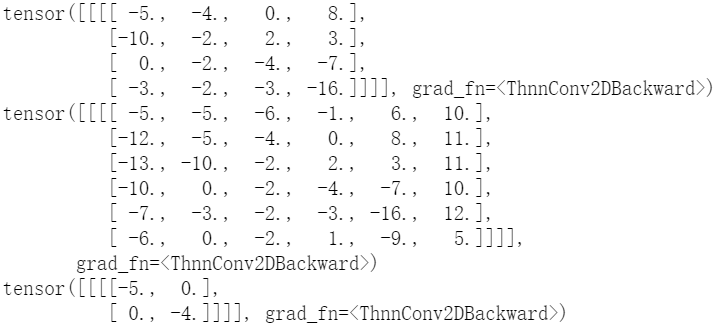 tensor([[[[ -5.,  -4.,   0.,   8.],
          [-10.,  -2.,   2.,   3.],
          [  0.,  -2.,  -4.,  -7.],
          [ -3.,  -2.,  -3., -16.]]]], grad_fn=<ThnnConv2DBackward>)
tensor([[[[ -5.,  -5.,  -6.,  -1.,   6.,  10.],
          [-12.,  -5.,  -4.,   0.,   8.,  11.],
          [-13., -10.,  -2.,   2.,   3.,  11.],
          [-10.,   0.,  -2.,  -4.,  -7.,  10.],
          [ -7.,  -3.,  -2.,  -3., -16.,  12.],
          [ -6.,   0.,  -2.,   1.,  -9.,   5.]]]],
       grad_fn=<ThnnConv2DBackward>)
tensor([[[[-5.,  0.],
          [ 0., -4.]]]], grad_fn=<ThnnConv2DBackward>)